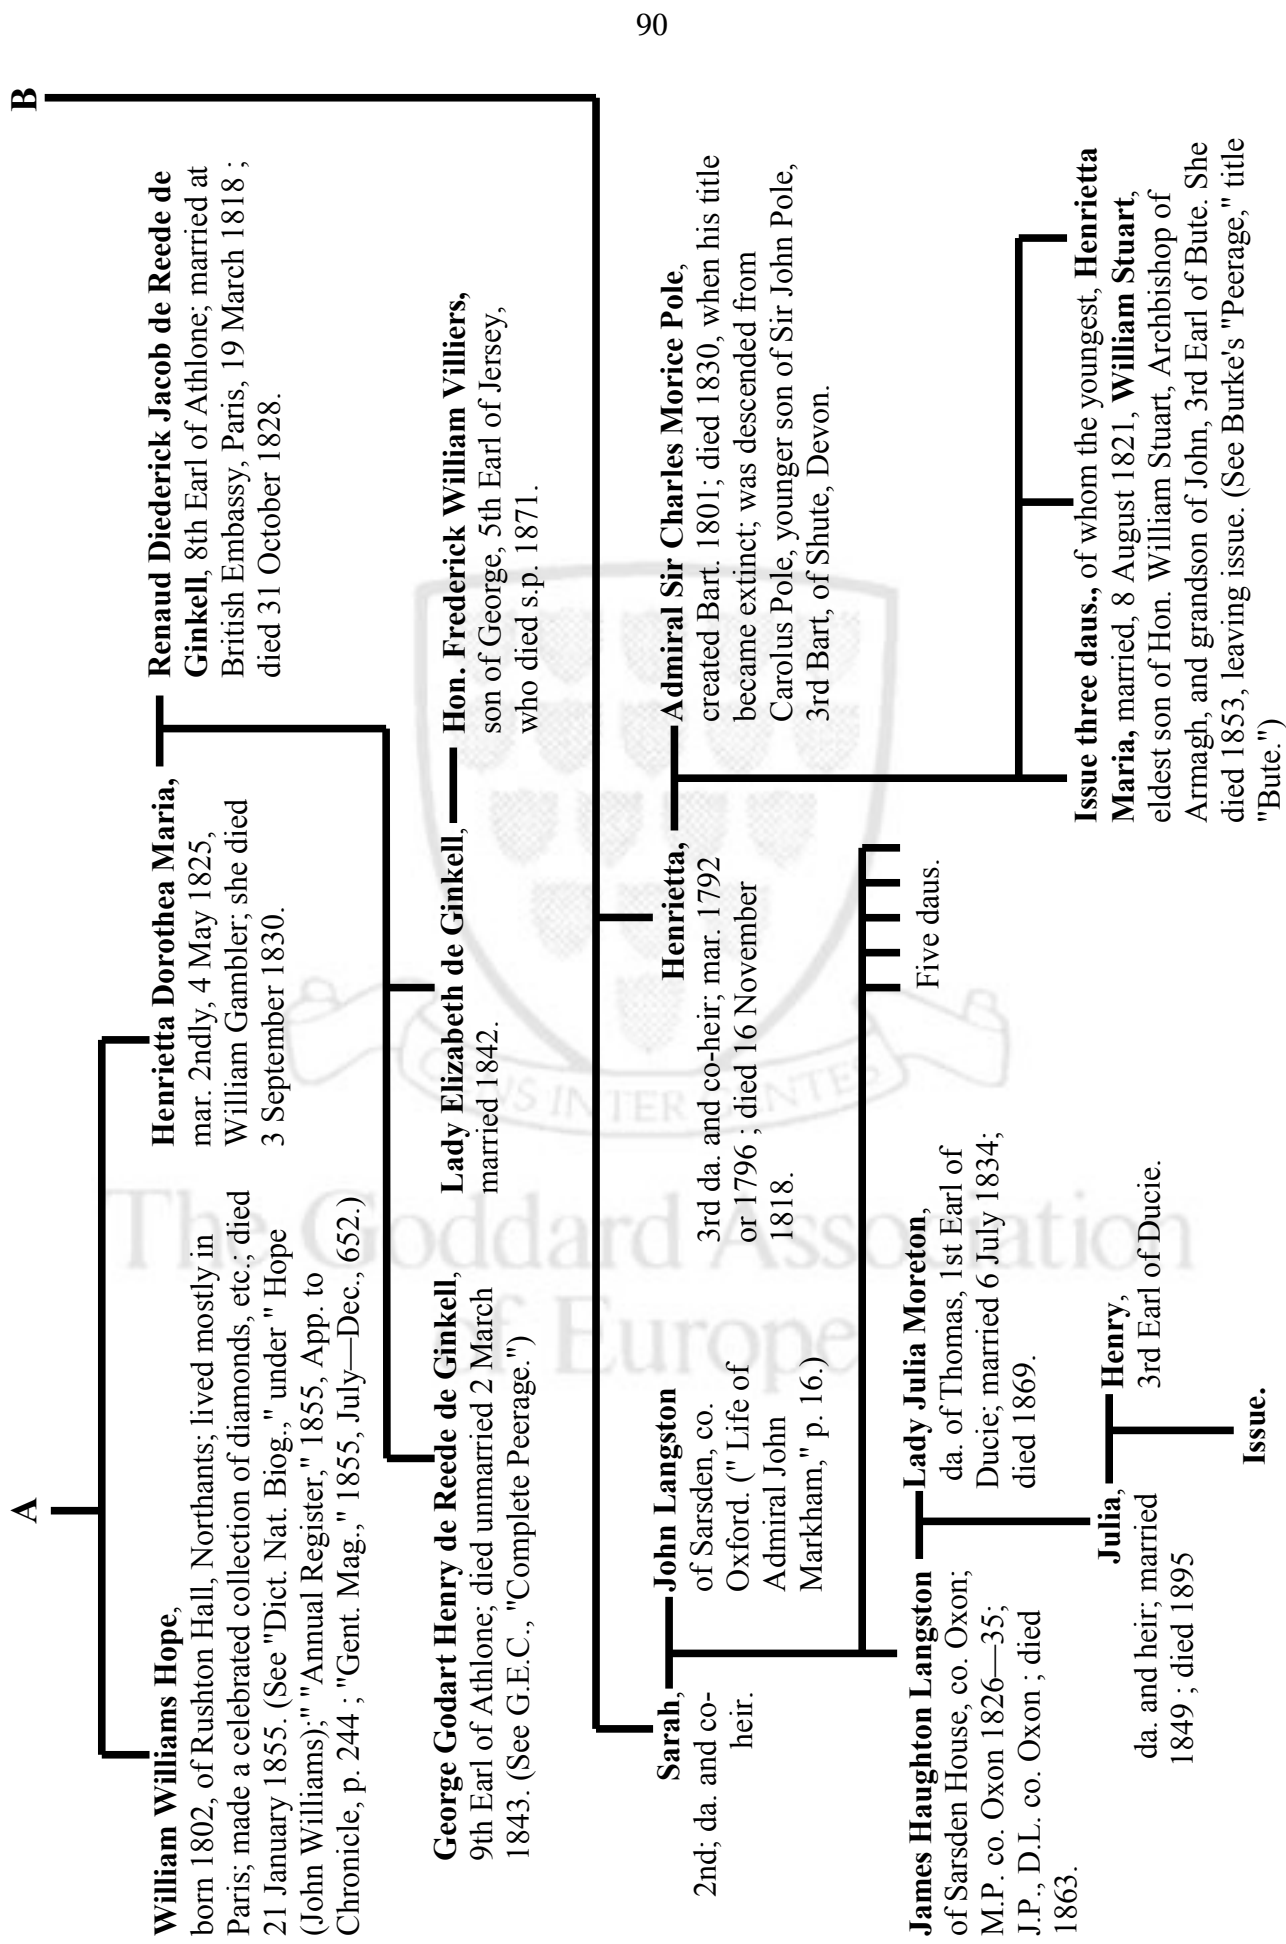 90
A
B
William Williams Hope,
born 1802, of Rushton Hall, Northants; lived mostly in
Paris; made a celebrated collection of diamonds, etc.; died
21 January 1855. (See "Dict. Nat. Biog.," under" Hope
(John Williams);" "Annual Register," 1855, App. to
Chronicle, p. 244 ; "Gent. Mag.," 1855, July—Dec., 652.)
Henrietta Dorothea Maria,
mar. 2ndly, 4 May 1825,
William Gambler; she died
3 September 1830.
Renaud Diederick Jacob de Reede de
Ginkell, 8th Earl of Athlone; married at
British Embassy, Paris, 19 March 1818 ;
died 31 October 1828.
George Godart Henry de Reede de Ginkell,
9th Earl of Athlone; died unmarried 2 March
1843. (See G.E.C., "Complete Peerage.")
Lady Elizabeth de Ginkell,
married 1842.
Hon. Frederick William Villiers,
son of George, 5th Earl of Jersey,
who died s.p. 1871.
Sarah,
2nd; da. and co-
heir.
John Langston
of Sarsden, co.
Oxford. (" Life of
Admiral John
Markham," p. 16.)
Henrietta,
3rd da. and co-heir; mar. 1792
or 1796 ; died 16 November
1818.
Admiral Sir Charles Morice Pole,
created Bart. 1801; died 1830, when his title
became extinct; was descended from
Carolus Pole, younger son of Sir John Pole,
3rd Bart, of Shute, Devon.
James Haughton Langston
of Sarsden House, co. Oxon;
M.P. co. Oxon 1826—35;
J.P., D.L. co. Oxon ; died
1863.
Lady Julia Moreton,
da. of Thomas, 1st Earl of
Ducie; married 6 July 1834;
died 1869.
Five daus.
Issue three daus., of whom the youngest, Henrietta
Maria, married, 8 August 1821, William Stuart,
eldest son of Hon. William Stuart, Archbishop of
Armagh, and grandson of John, 3rd Earl of Bute. She
died 1853, leaving issue. (See Burke's "Peerage," title
"Bute.")
Julia,
da. and heir; married
1849 ; died 1895
Henry,
3rd Earl of Ducie.
Issue.
GENS INTER GENTES
The Goddard Association
of Europe